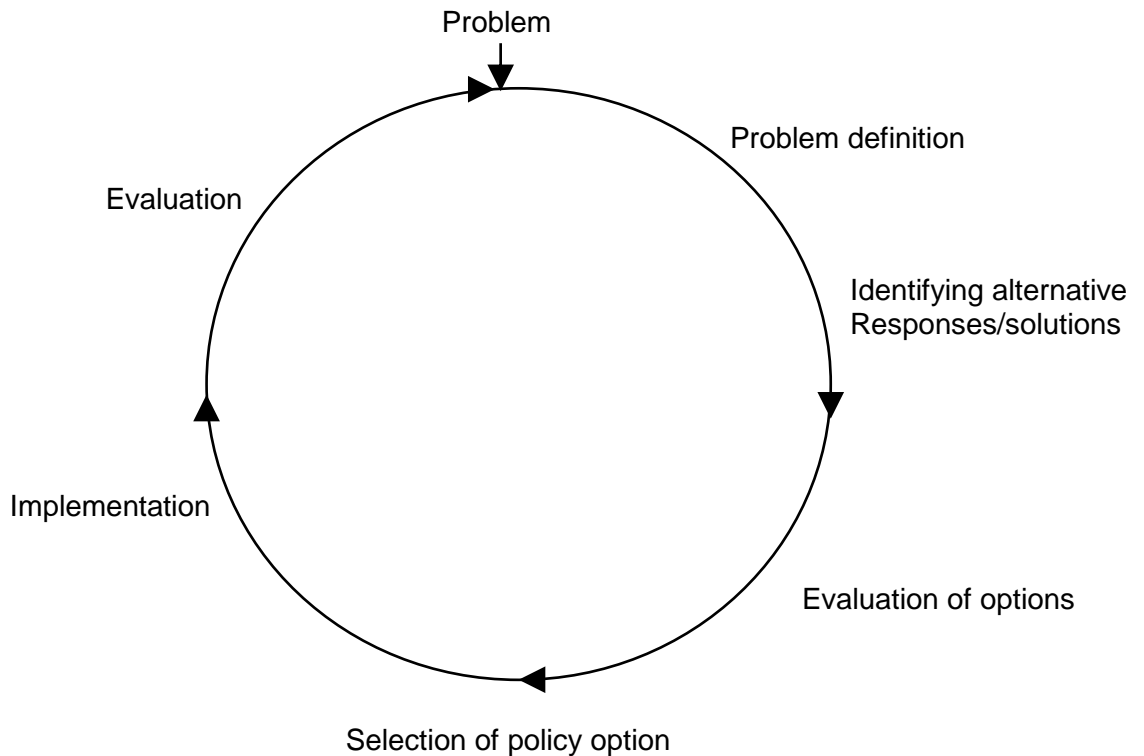 Problem
Problem definition
Evaluation
Identifying alternative
Responses/solutions
Implementation
Evaluation of options
Selection of policy option